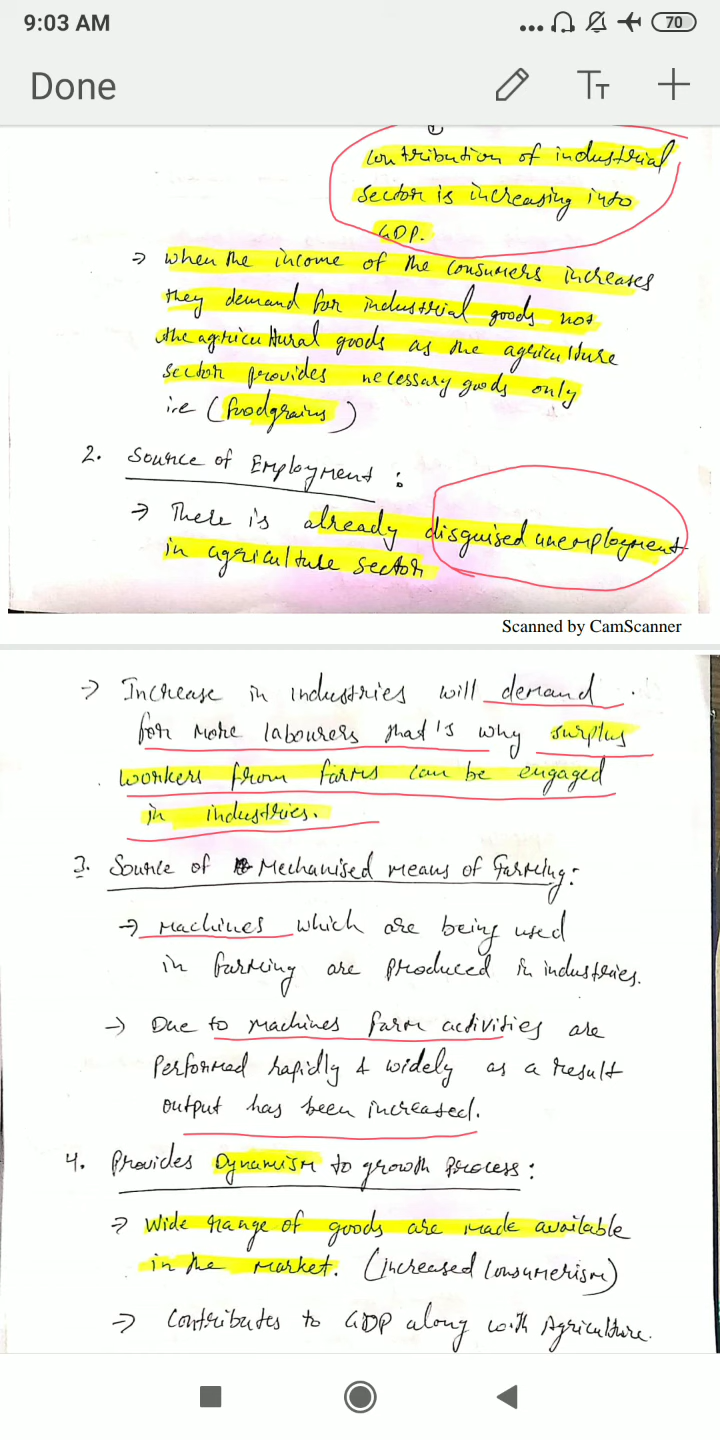 9:03 AM
70
Done
Contribution of industrial
sector is increasing into
GDP.
→ when the income of the consumers increases
they demand for industrial goods not
the agricultural goods as the agriculture
sector provides necessary goods only
i.e (foodgrains)
2. Source of Employment :
→ There is already disguised unemployment
in agriculture sector
Scanned by CamScanner
→ Increase in industries will demand
for more labourers that is why surplus
workers from farms can be engaged
in industries.
3. Source of Mechanised means of farming:
→ Machines which are being used
in farming are produced in industries.
→ Due to machines farm activities are
performed rapidly & widely as a result
output has been increased.
4. Provides Dynamism to growth process :
→ Wide range of goods are made available
in the market. (increased consumerism)
→ Contributes to GDP along with Agriculture.